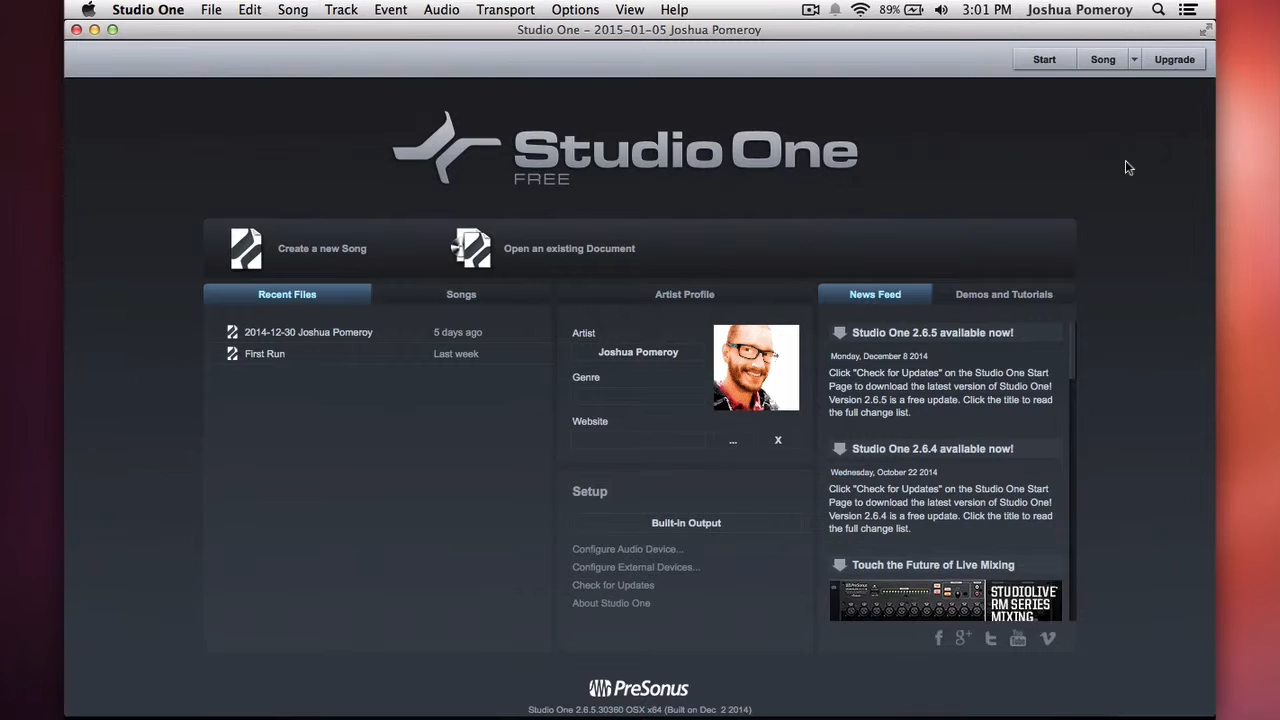 Studio One File Edit Song Track Event Audio Transport Options View Help 89% 3:01 PM Joshua Pomeroy
Studio One – 2015-01-05 Joshua Pomeroy
Start Song Upgrade
Studio One
FREE
Create a new Song
Open an existing Document
Recent Files
Songs
2014-12-30 Joshua Pomeroy 5 days ago
First Run Last week
Artist Profile
Artist
Joshua Pomeroy
Genre
Website
... X
Setup
Built-in Output
Configure Audio Device...
Configure External Devices...
Check for Updates
About Studio One
News Feed
Demos and Tutorials
Studio One 2.6.5 available now!
Monday, December 8 2014
Click "Check for Updates" on the Studio One Start
Page to download the latest version of Studio One!
Version 2.6.5 is a free update. Click the title to read
the full change list.
Studio One 2.6.4 available now!
Wednesday, October 22 2014
Click "Check for Updates" on the Studio One Start
Page to download the latest version of Studio One!
Version 2.6.4 is a free update. Click the title to read
the full change list.
Touch the Future of Live Mixing
STUDIOLIVE
RM SERIES
MIXING
f g+ t You Tube v
PreSonus
Studio One 2.6.5.30360 OSX x64 (Built on Dec 2 2014)